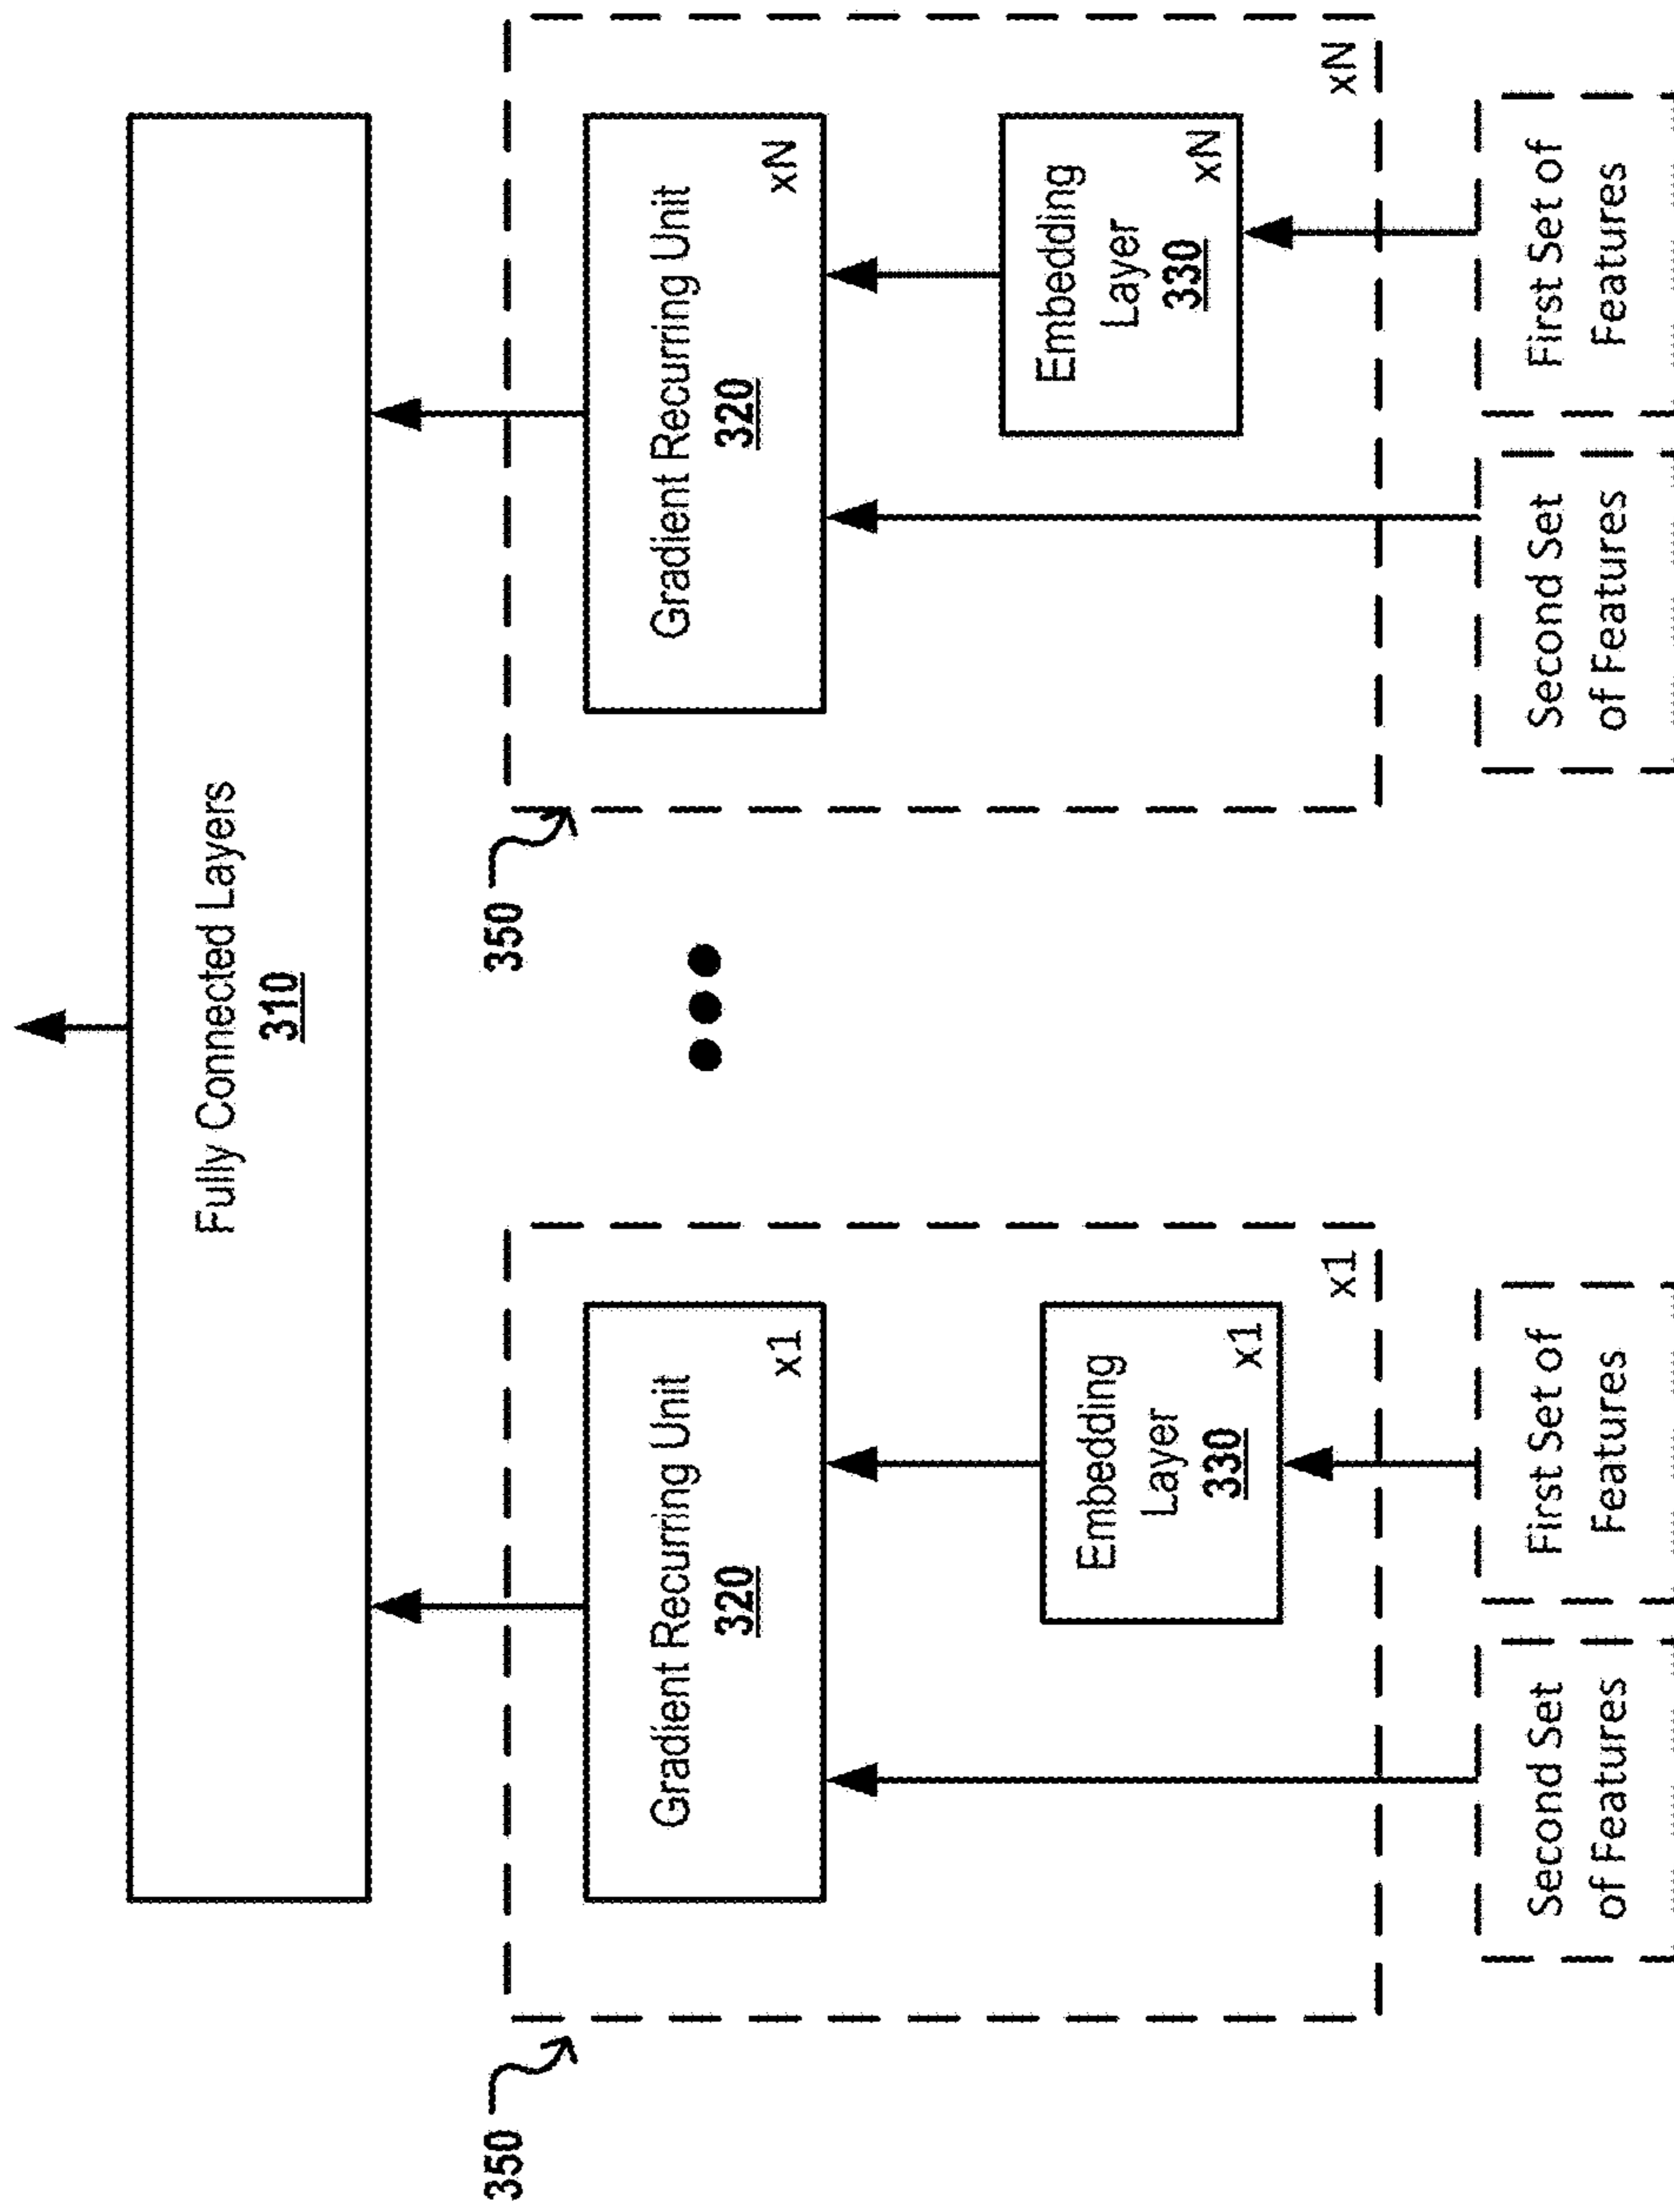 Fully Connected Layers
310
350
350
Gradient Recurring Unit
320
x1
Gradient Recurring Unit
320
xN
Embedding
Layer
330
x1
x1
Embedding
Layer
330
xN
xN
Second Set
of Features
First Set of
Features
Second Set
of Features
First Set of
Features